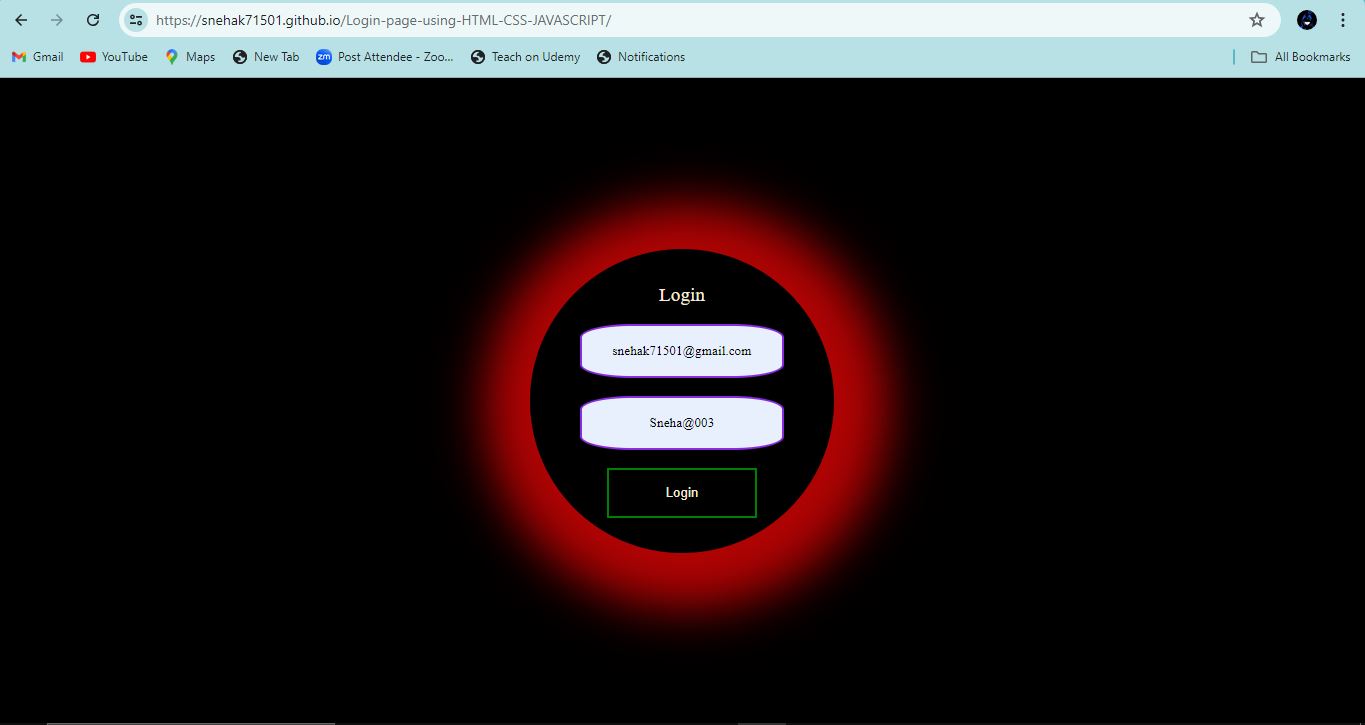 https://snehak71501.github.io/Login-page-using-HTML-CSS-JAVASCRIPT/
Gmail YouTube Maps New Tab zm Post Attendee - Zoo... Teach on Udemy Notifications All Bookmarks
Login
snehak71501@gmail.com
Sneha@003
Login